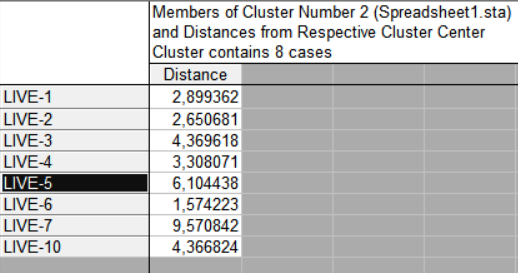 Members of Cluster Number 2 (Spreadsheet1.sta)
and Distances from Respective Cluster Center
Cluster contains 8 cases
Distance
LIVE-1 2,899362
LIVE-2 2,650681
LIVE-3 4,369618
LIVE-4 3,308071
LIVE-5 6,104438
LIVE-6 1,574223
LIVE-7 9,570842
LIVE-10 4,366824